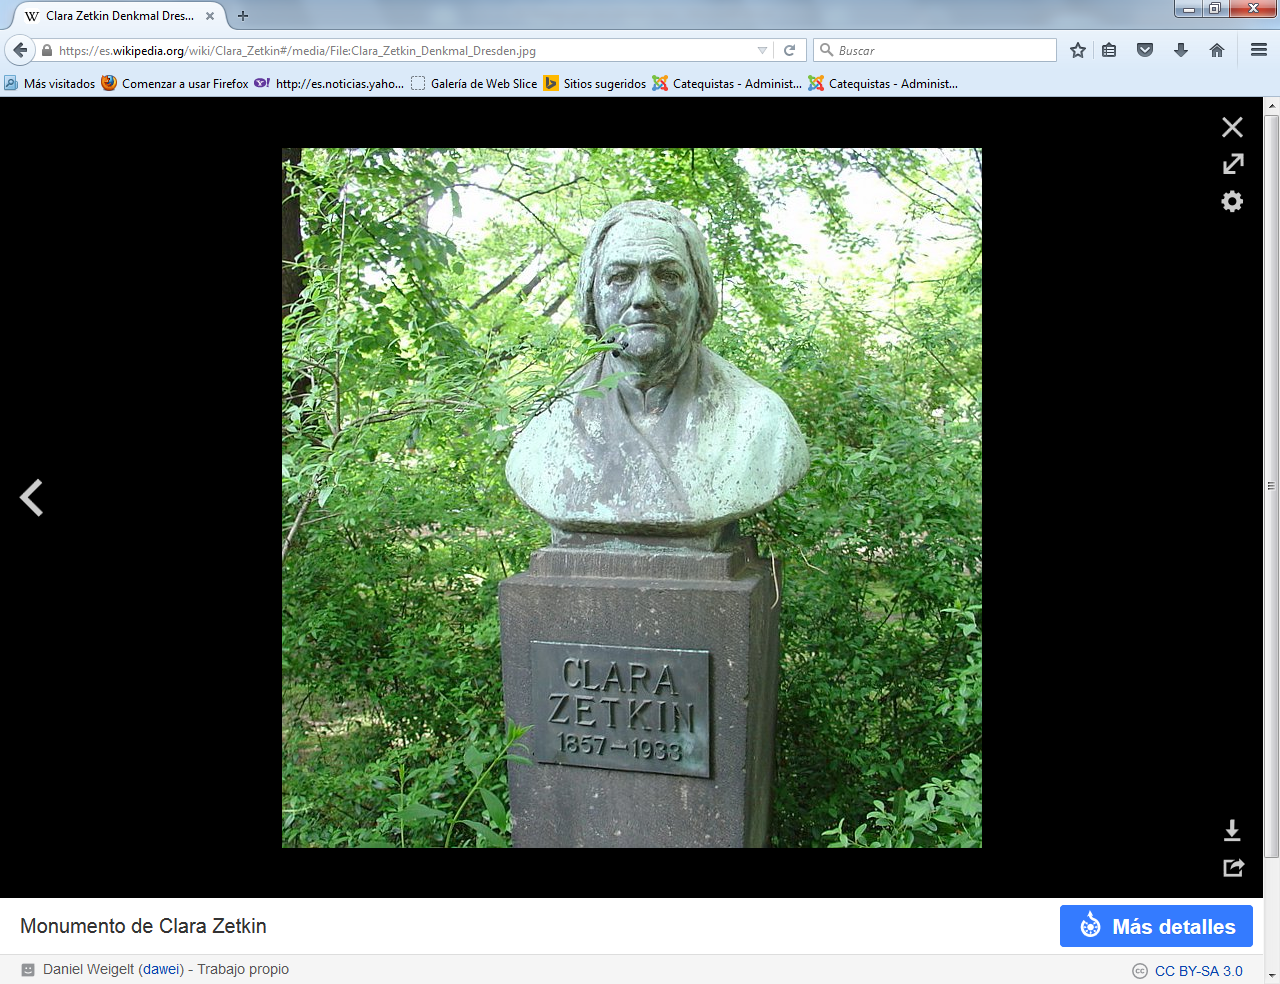 Clara Zetkin Denkmal Dres...
https://es.wikipedia.org/wiki/Clara_Zetkin#/media/File:Clara_Zetkin_Denkmal_Dresden.jpg
Buscar
Más visitados Comenzar a usar Firefox http://es.noticias.yaho... Galería de Web Slice Sitios sugeridos Catequistas - Administ... Catequistas - Administ...
CLARA
ZETKIN
1857-1933
Monumento de Clara Zetkin
Más detalles
Daniel Weigelt (dawei) - Trabajo propio
CC BY-SA 3.0